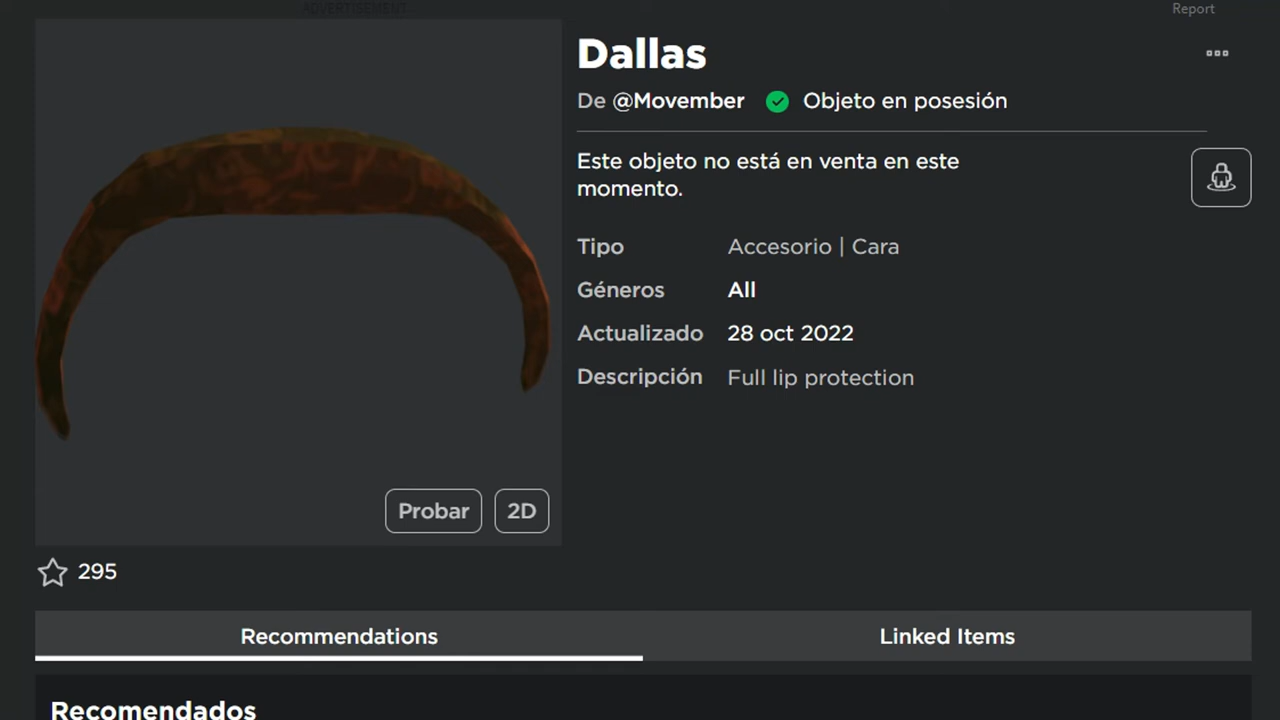 ADVERTISEMENT
Report
Dallas
De @Movember Objeto en posesión
Este objeto no está en venta en este
momento.
Tipo Accesorio | Cara
Géneros All
Actualizado 28 oct 2022
Descripción Full lip protection
Probar 2D
295
Recommendations Linked Items
Recomendados